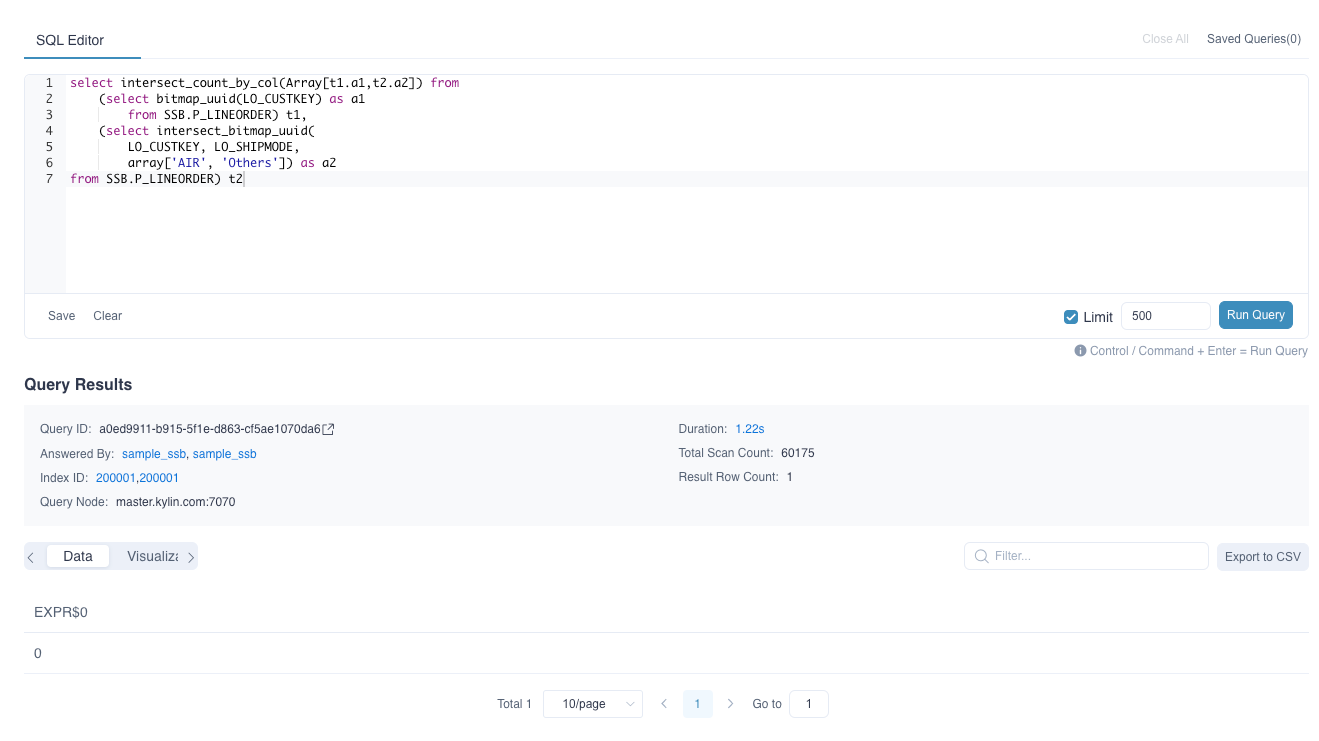 SQL Editor
Close All Saved Queries(0)
1 select intersect_count_by_col(Array[t1.a1,t2.a2]) from
2 (select bitmap_uuid(LO_CUSTKEY) as a1
3 from SSB.P_LINEORDER) t1,
4 (select intersect_bitmap_uuid(
5 LO_CUSTKEY, LO_SHIPMODE,
6 array['AIR', 'Others']) as a2
7 from SSB.P_LINEORDER) t2
Save Clear Limit 500 Run Query
Control / Command + Enter = Run Query
Query Results
Query ID: a0ed9911-b915-5f1e-d863-cf5ae1070da6 Duration: 1.22s
Answered By: sample_ssb, sample_ssb Total Scan Count: 60175
Index ID: 200001,200001 Result Row Count: 1
Query Node: master.kylin.com:7070
Data Visualiza Filter... Export to CSV
EXPR$0
0
Total 1 10/page 1 Go to 1